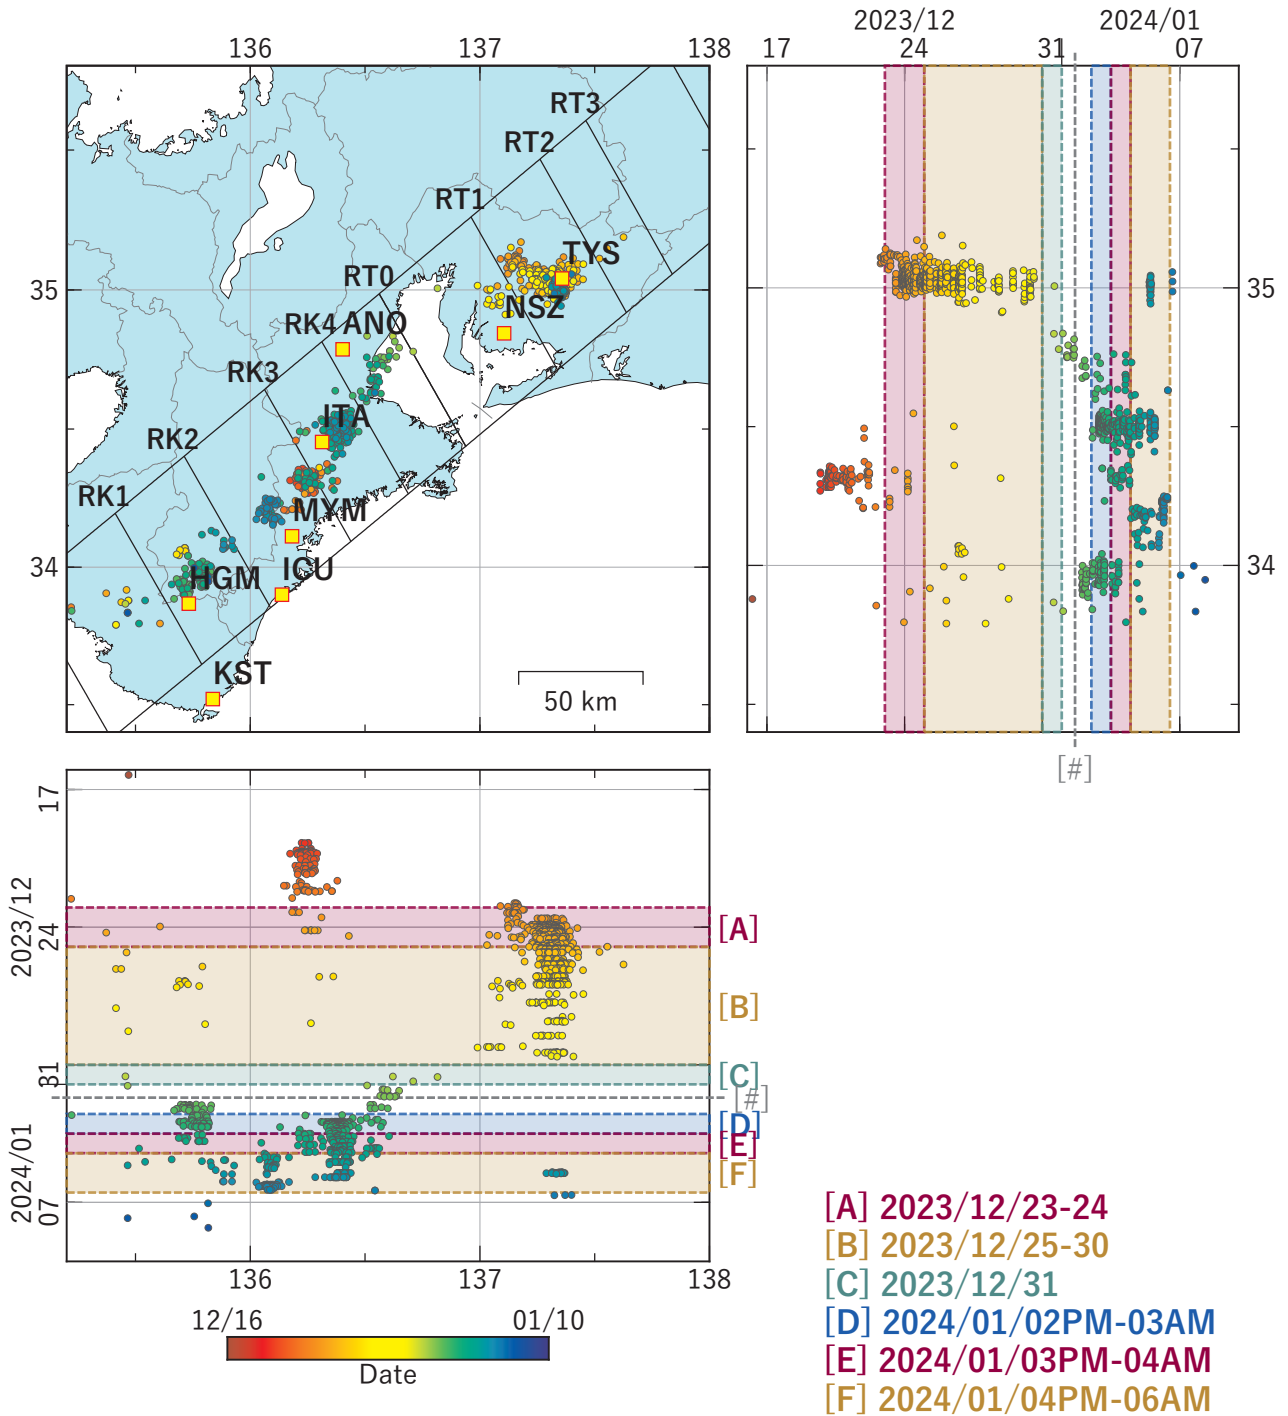 2023/12
2024/01
136
137
138
17
24
31
07
RT3
RT2
RT1
TYS
RT0
35
35
NSZ
RK4
ANO
RK3
ITA
RK2
RK1
MYM
34
34
HGM
ICU
KST
50 km
[#]
17
2023/12
24
[A]
[B]
31
[C]
[#]
[D]
[E]
2024/01
[F]
07
136
137
138
12/16
01/10
Date
[A] 2023/12/23-24
[B] 2023/12/25-30
[C] 2023/12/31
[D] 2024/01/02PM-03AM
[E] 2024/01/03PM-04AM
[F] 2024/01/04PM-06AM